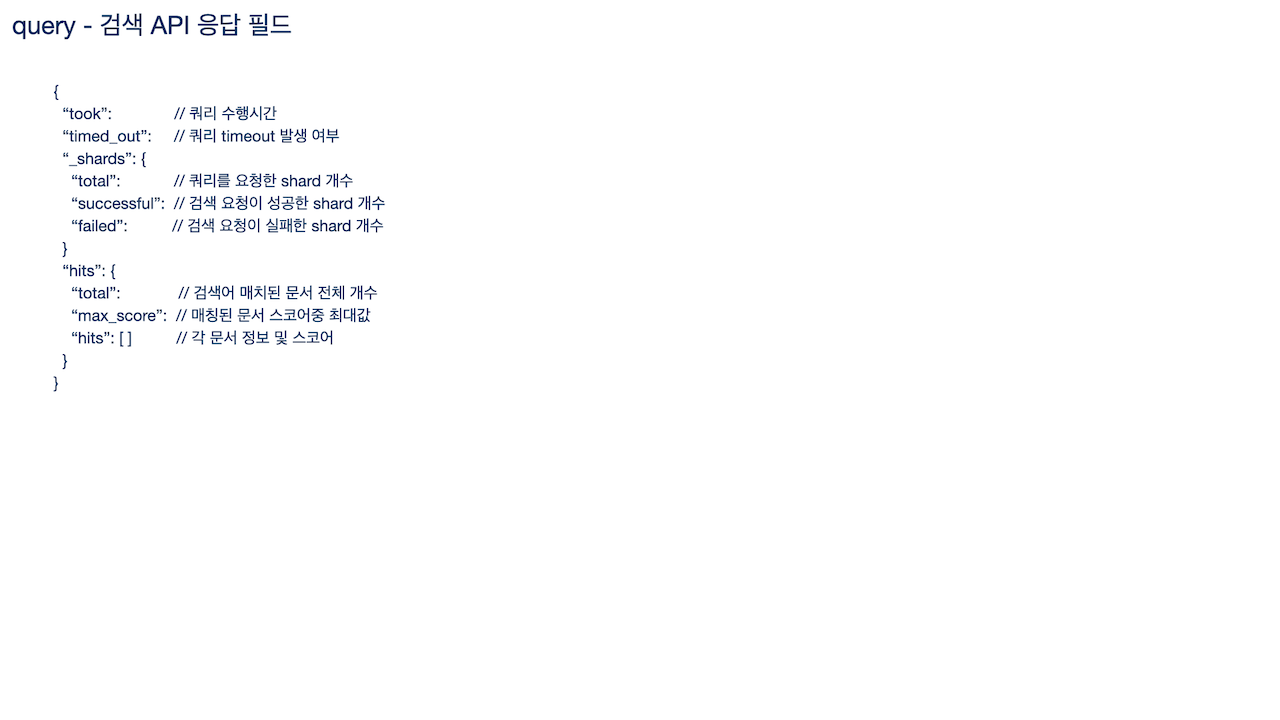 query - 검색 API 응답 필드
{
“took”: // 쿼리 수행시간
“timed_out”: // 쿼리 timeout 발생 여부
“_shards”: {
“total”: // 쿼리를 요청한 shard 개수
“successful”: // 검색 요청이 성공한 shard 개수
“failed”: // 검색 요청이 실패한 shard 개수
}
“hits”: {
“total”: // 검색어 매치된 문서 전체 개수
“max_score”: // 매칭된 문서 스코어중 최대값
“hits”: [ ] // 각 문서 정보 및 스코어
}
}